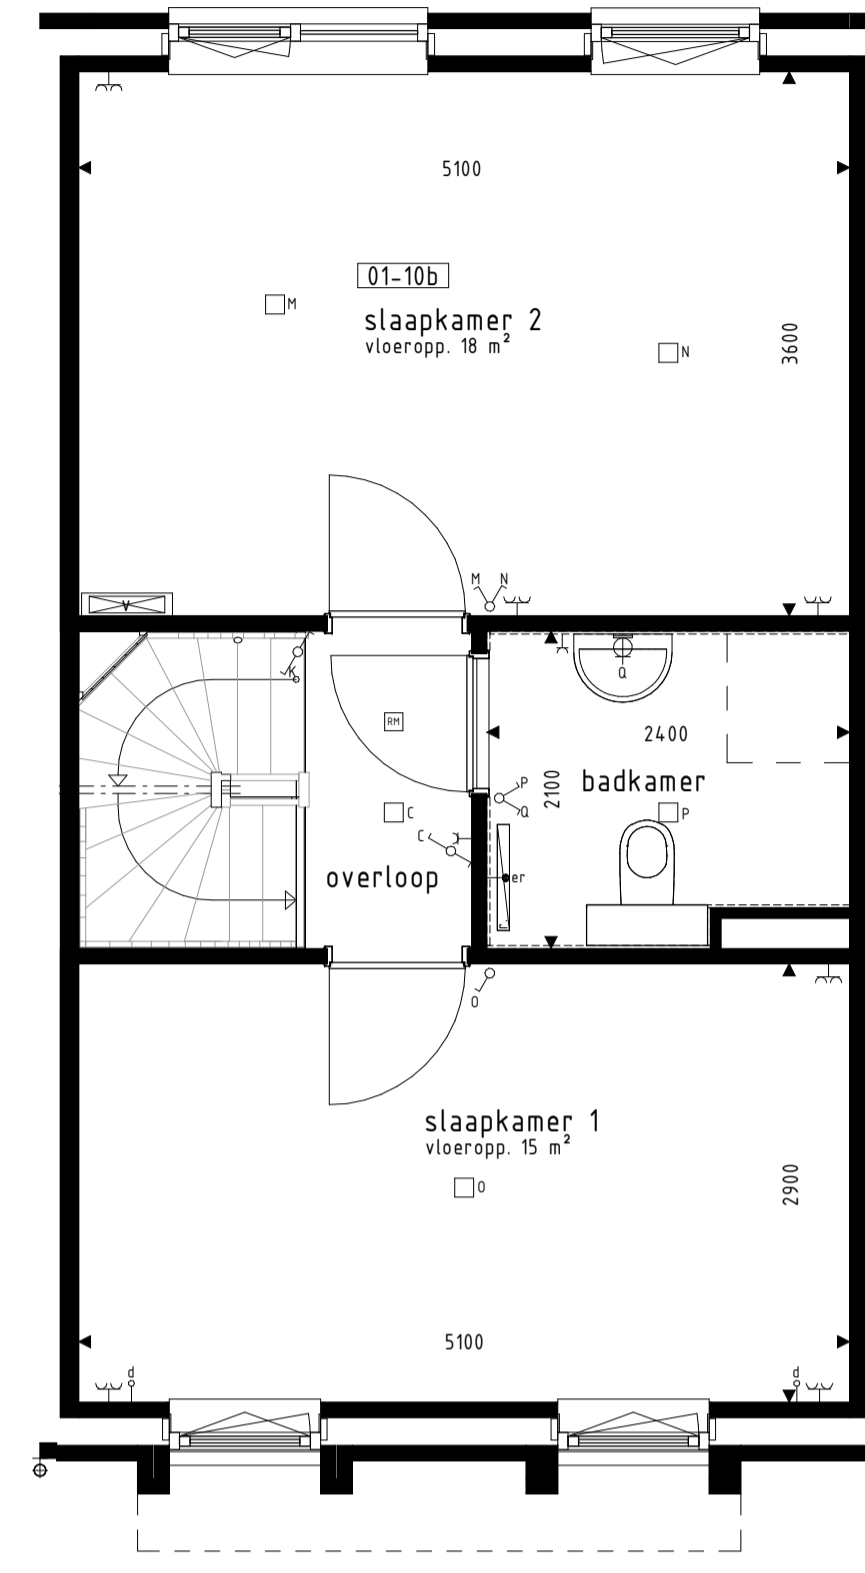 5100
01-10b
M
slaapkamer 2
vloeropp. 18 m²
N
3600
M N
V
K
Q
RM
2400
badkamer
2100
P
Q
C
P
C
overloop
er
O
slaapkamer 1
vloeropp. 15 m²
O
2900
5100
d
d